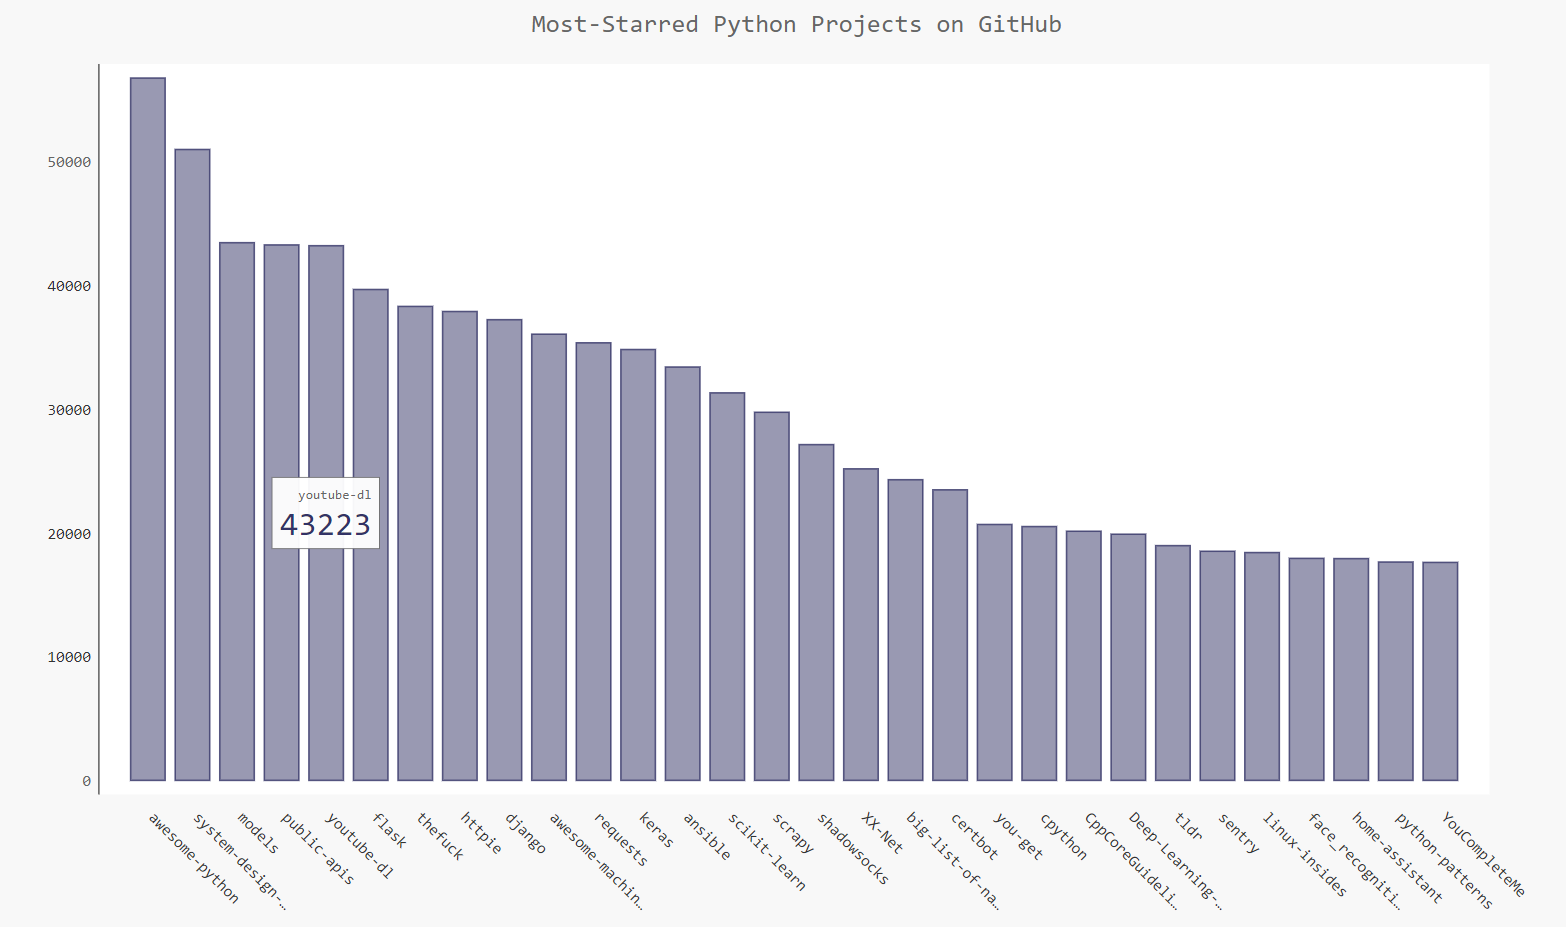 Most-Starred Python Projects on GitHub
50000
40000
30000
20000
10000
0
youtube-dl
43223
awesome-python
system-design-…
models
public-apis
youtube-dl
flask
thefuck
httpie
django
awesome-machin…
requests
keras
ansible
scikit-learn
scrapy
shadowsocks
XX-Net
big-list-of-na…
certbot
you-get
cpython
CppCoreGuideli…
Deep-Learning-…
tldr
sentry
linux-insides
face_recogniti…
home-assistant
python-patterns
YouCompleteMe